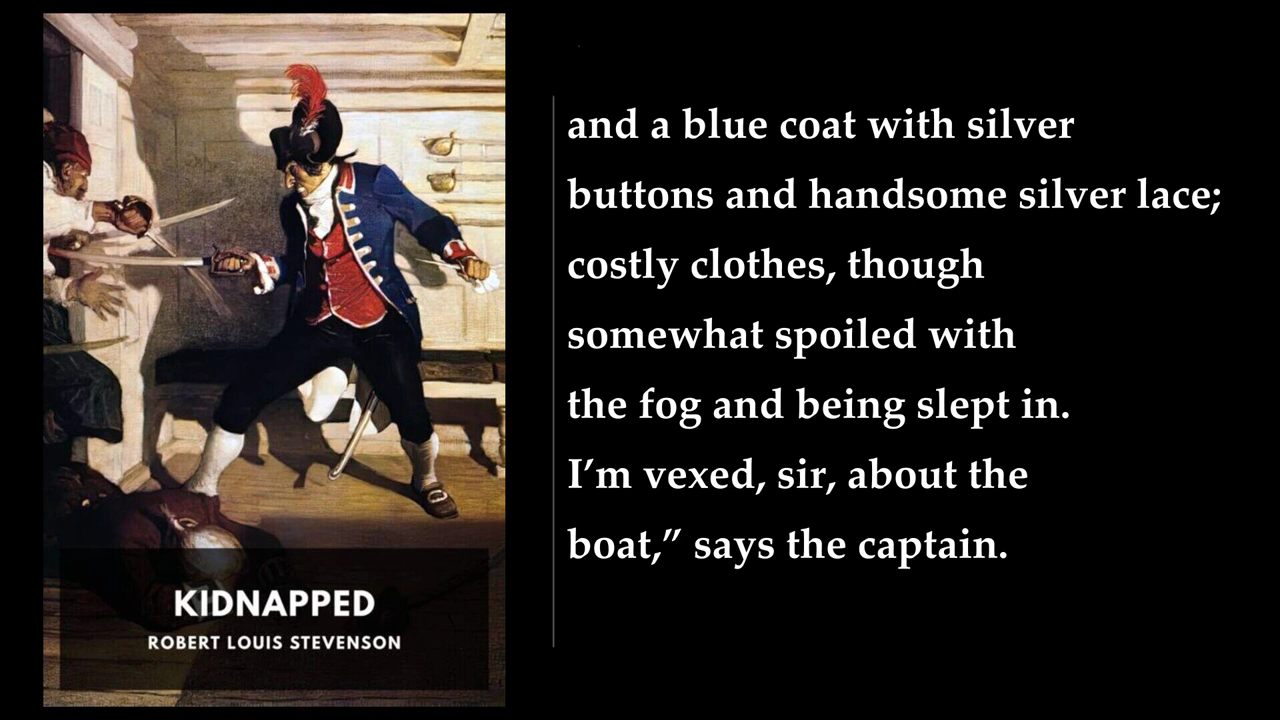 KIDNAPPED
ROBERT LOUIS STEVENSON
and a blue coat with silver
buttons and handsome silver lace;
costly clothes, though
somewhat spoiled with
the fog and being slept in.
I’m vexed, sir, about the
boat,” says the captain.